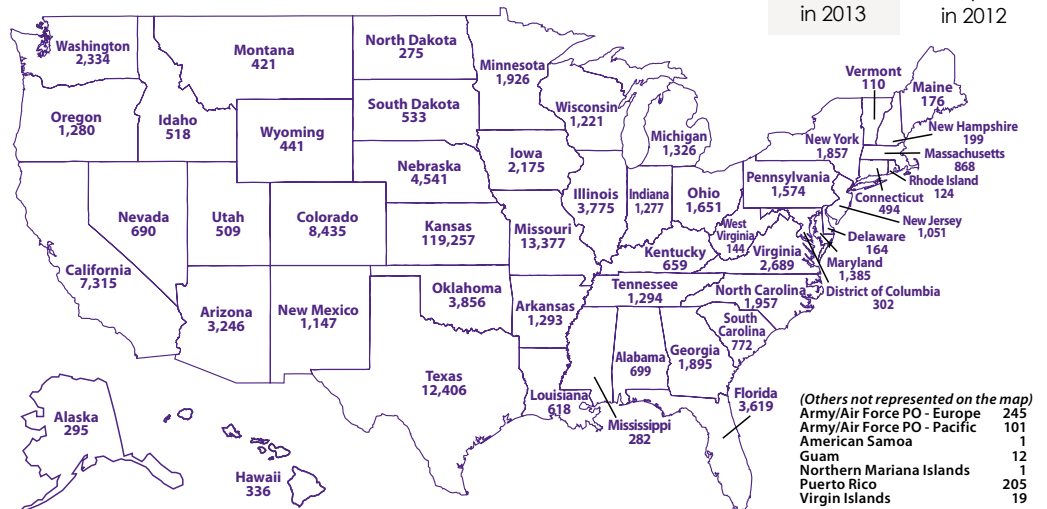 in 2013
in 2012
Washington
2,334
Montana
421
North Dakota
275
Minnesota
1,926
Vermont
110
Maine
176
Oregon
1,280
Idaho
518
Wyoming
441
South Dakota
533
Wisconsin
1,221
Michigan
1,326
New York
1,857
New Hampshire
199
Massachusetts
868
Rhode Island
124
Connecticut
494
New Jersey
1,051
Nebraska
4,541
Iowa
2,175
Illinois
3,775
Indiana
1,277
Ohio
1,651
Pennsylvania
1,574
Delaware
164
Maryland
1,385
District of Columbia
302
Nevada
690
Utah
509
Colorado
8,435
Kansas
119,257
Missouri
13,377
Kentucky
659
West
Virginia
144
Virginia
2,689
California
7,315
Arizona
3,246
New Mexico
1,147
Oklahoma
3,856
Arkansas
1,293
Tennessee
1,294
North Carolina
1,957
South
Carolina
772
Texas
12,406
Louisiana
618
Mississippi
282
Alabama
699
Georgia
1,895
Florida
3,619
Alaska
295
Hawaii
336
(Others not represented on the map)
Army/Air Force PO - Europe 245
Army/Air Force PO - Pacific 101
American Samoa 1
Guam 12
Northern Mariana Islands 1
Puerto Rico 205
Virgin Islands 19